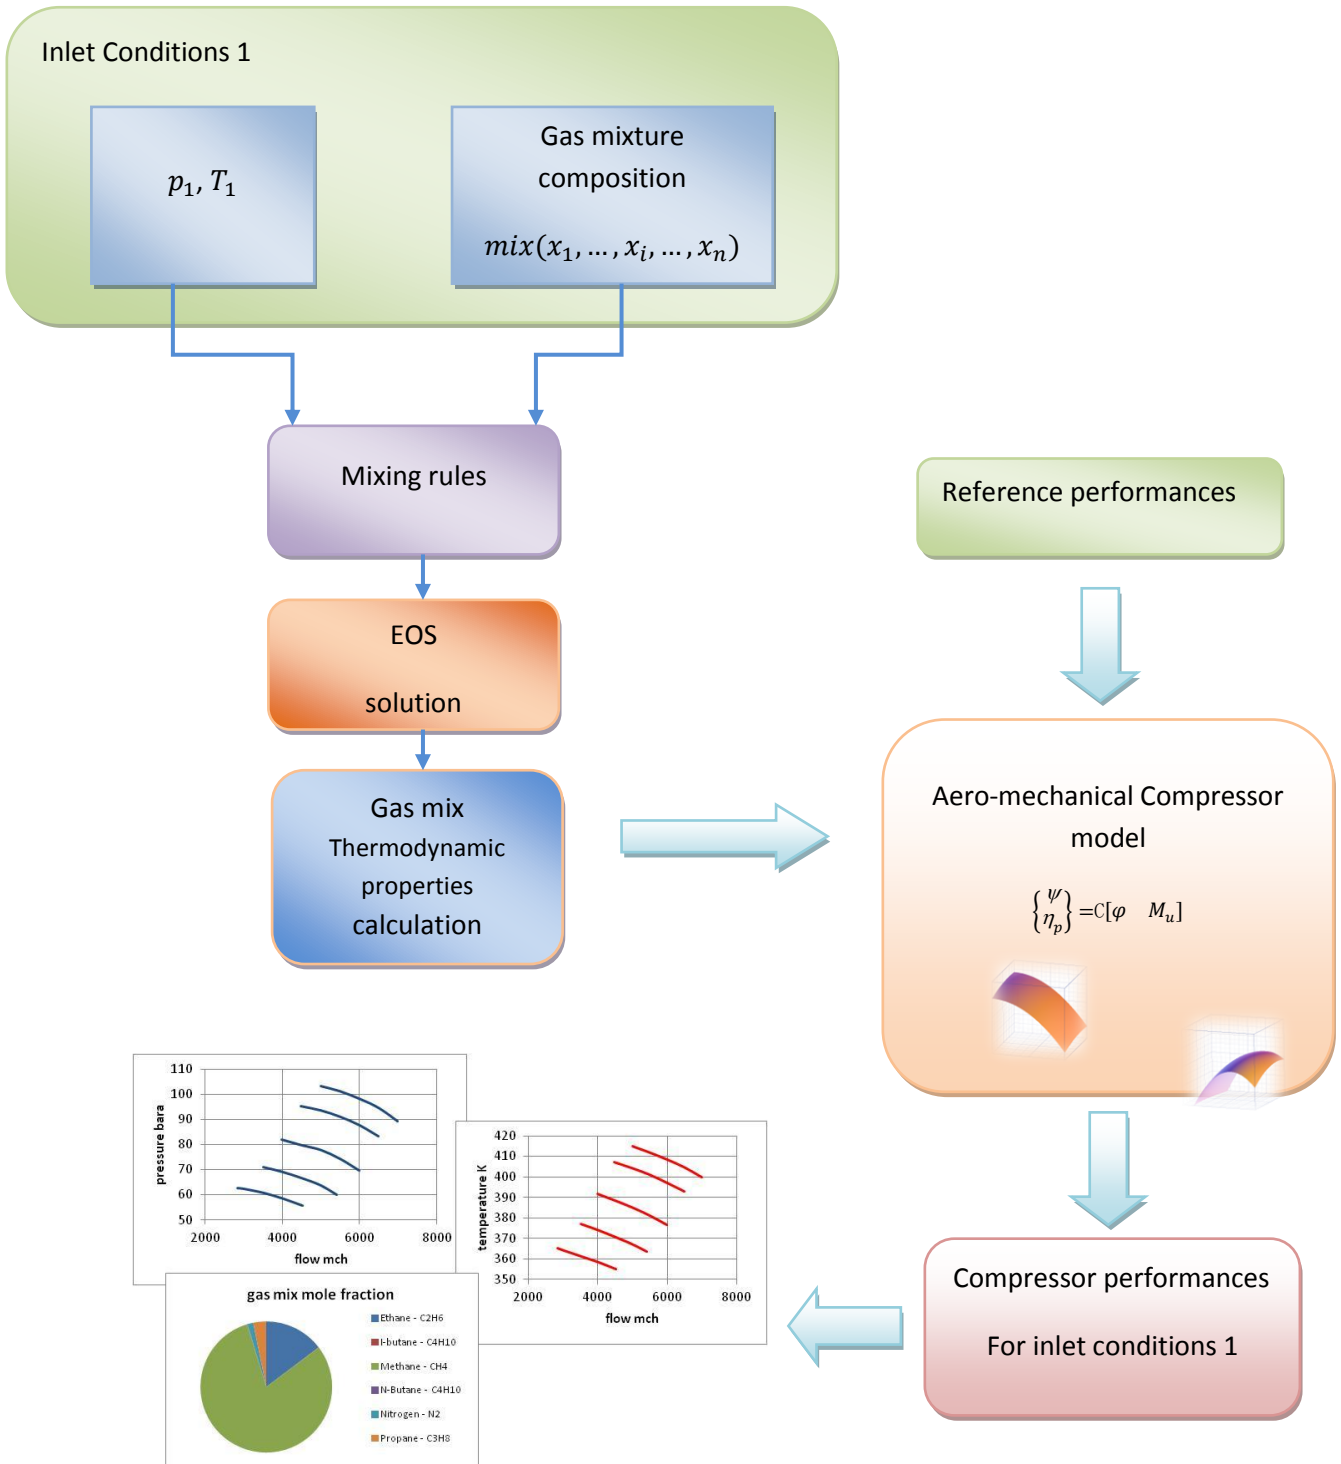 Inlet Conditions 1
p₁, T₁
Gas mixture
composition
mix(x₁, … , xᵢ, … , xₙ)
Mixing rules
EOS
solution
Gas mix
Thermodynamic
properties
calculation
Reference performances
Aero-mechanical Compressor
model
{ψ ηₚ} =C[φ Mᵤ]
Compressor performances
For inlet conditions 1
pressure bara
110
100
90
80
70
60
50
2000
4000
6000
8000
flow mch
temperature K
420
410
400
390
380
370
360
350
2000
4000
6000
8000
flow mch
gas mix mole fraction
Ethane - C2H6
I-butane - C4H10
Methane - CH4
N-Butane - C4H10
Nitrogen - N2
Propane - C3H8